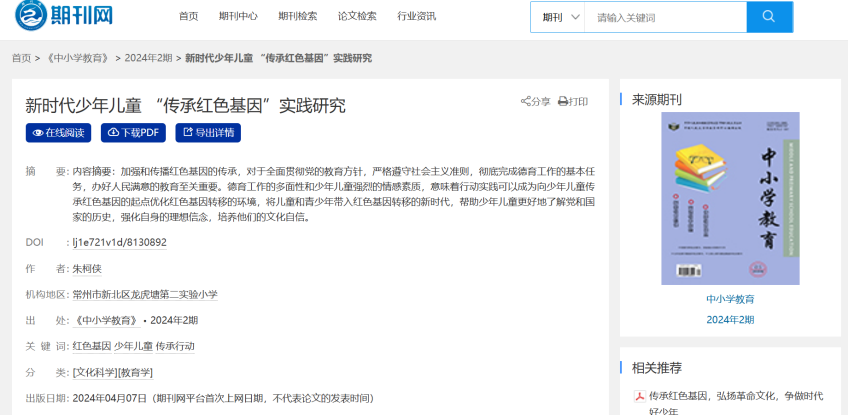 期刊网
首页 期刊中心 期刊检索 论文检索 行业资讯
期刊 请输入关键词
首页 > 《中小学教育》 > 2024年2期 > 新时代少年儿童 “传承红色基因”实践研究
新时代少年儿童 “传承红色基因”实践研究
分享 打印
在线阅读 下载PDF 导出详情
摘 要: 内容摘要：加强和传播红色基因的传承，对于全面贯彻党的教育方针，严格遵守社会主义准则，彻底完成德育工作的基本任
务，办好人民满意的教育至关重要。德育工作的多面性和少年儿童强烈的情感素质，意味着行动实践可以成为向少年儿童传
承红色基因的起点优化红色基因转移的环境，将儿童和青少年带入红色基因转移的新时代，帮助少年儿童更好地了解党和国
家的历史，强化自身的理想信念，培养他们的文化自信。
DOI : lj1e721v1d/8130892
作 者: 朱柯侠
机构地区: 常州市新北区龙虎塘第二实验小学
出 处: 《中小学教育》 • 2024年2期
关 键 词: 红色基因 少年儿童 传承行动
分 类: [文化科学][教育学]
出版日期: 2024年04月07日（期刊网平台首次上网日期，不代表论文的发表时间）
来源期刊
中小学教育
WORLD AND PRIMARY SCHOOL EDUCATION
中小学教育
2024年2期
相关推荐
传承红色基因，弘扬革命文化，争做时代
好少年